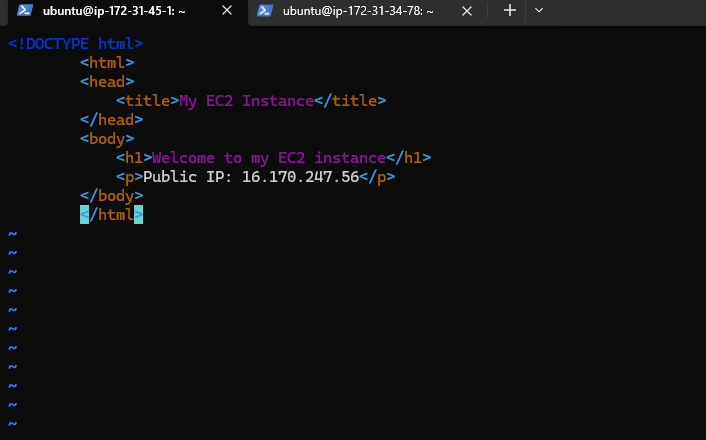 ubuntu@ip-172-31-45-1: ~
ubuntu@ip-172-31-34-78: ~
<!DOCTYPE html>
        <html>
        <head>
            <title>My EC2 Instance</title>
        </head>
        <body>
            <h1>Welcome to my EC2 instance</h1>
            <p>Public IP: 16.170.247.56</p>
        </body>
        </html>
~
~
~
~
~
~
~
~
~
~
~